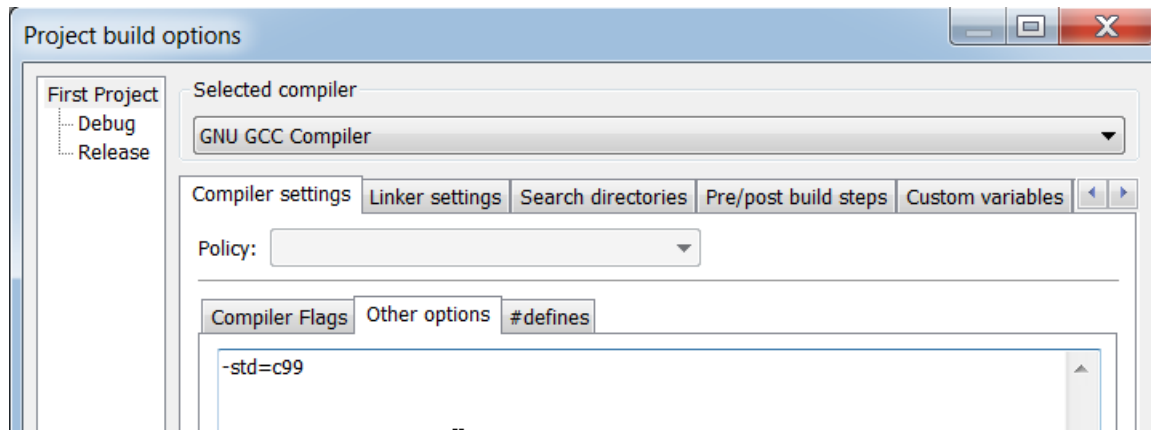 Project build options
First Project
Debug
Release
Selected compiler
GNU GCC Compiler
Compiler settings Linker settings Search directories Pre/post build steps Custom variables
Policy:
Compiler Flags Other options #defines
-std=c99